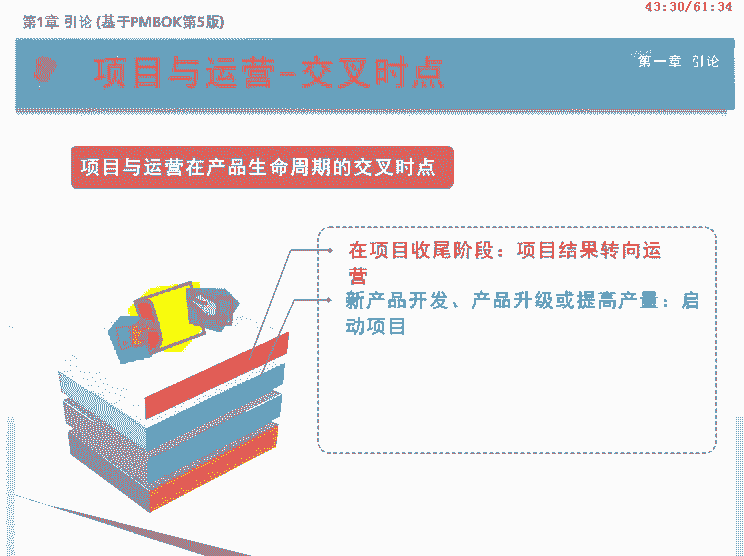 43:30/61:34
第1章 引论 (基于PMBOK第5版)
项目与运营-交叉时点
第一章 引论
项目与运营在产品生命周期的交叉时点
在项目收尾阶段：项目结果转向运
营
新产品开发、产品升级或提高产量：启
动项目